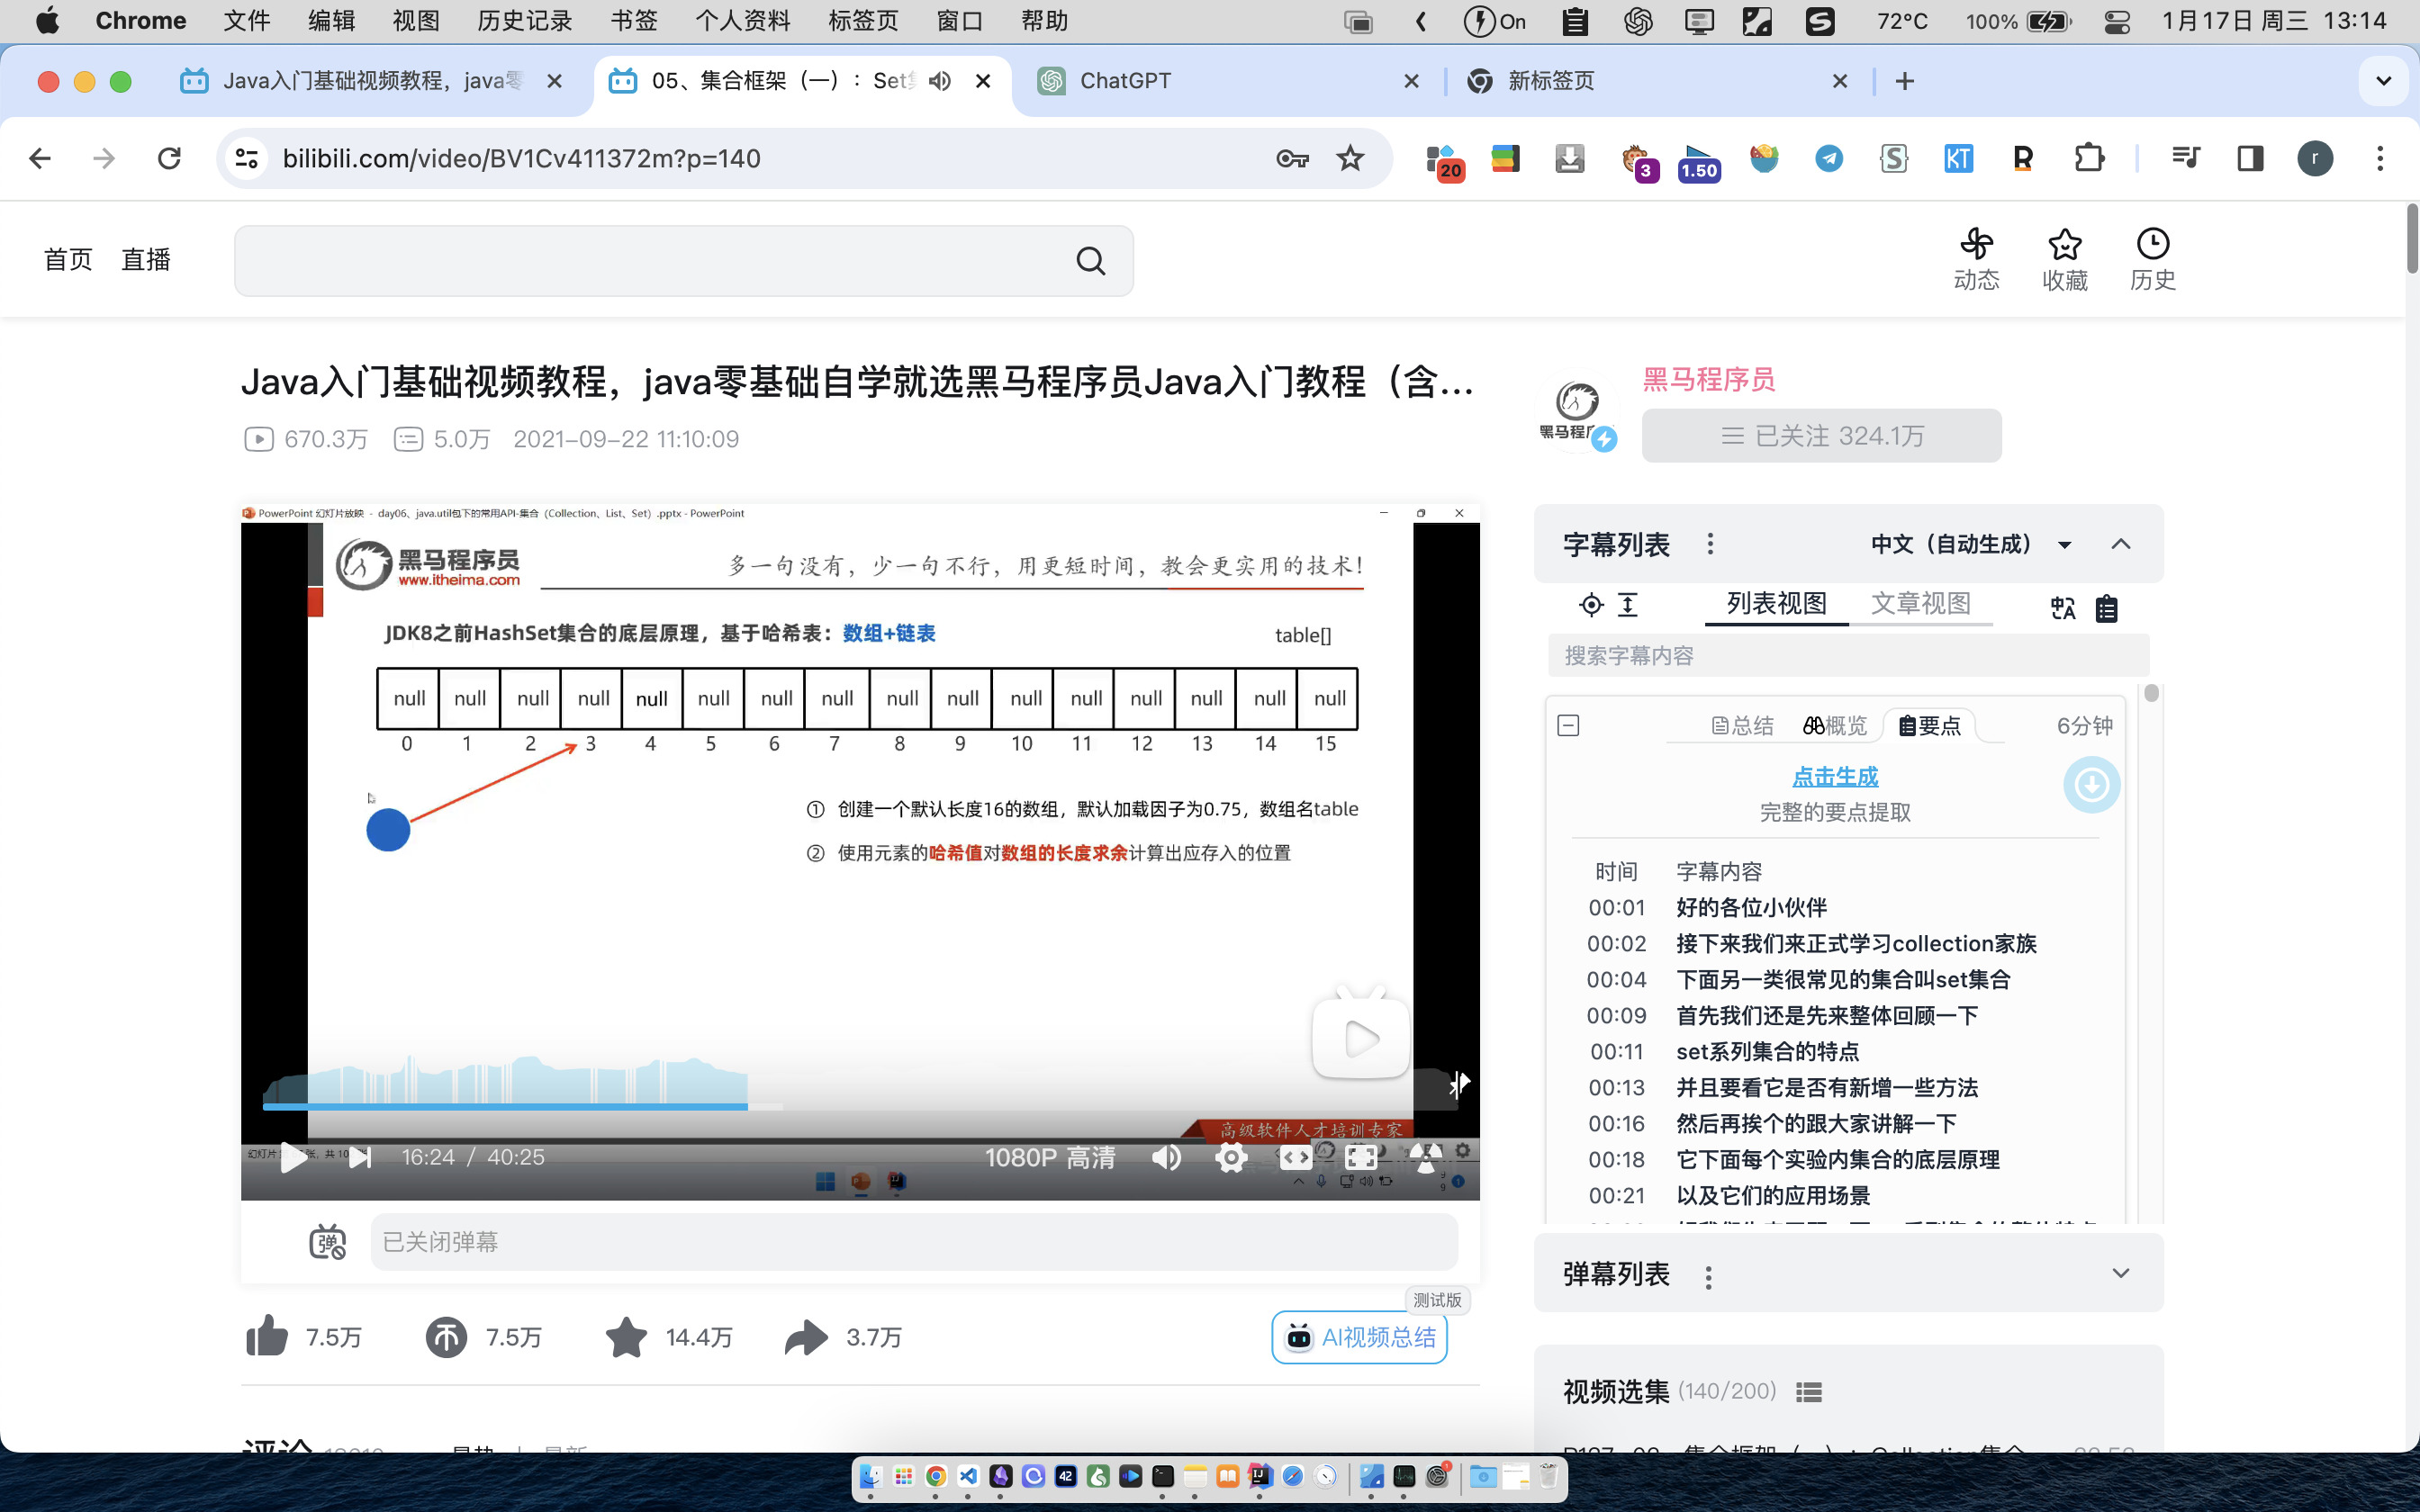 Chrome 文件 编辑 视图 历史记录 书签 个人资料 标签页 窗口 帮助 On 72°C 100% 1月17日 周三 13:14
Java入门基础视频教程，java零 05、集合框架（一）：Set集 ChatGPT 新标签页
bilibili.com/video/BV1Cv411372m?p=140 20 3 1.50 KT R r
首页 直播 动态 收藏 历史
Java入门基础视频教程，java零基础自学就选黑马程序员Java入门教程（含...
670.3万 5.0万 2021-09-22 11:10:09
黑马程序员
已关注 324.1万
PowerPoint 幻灯片放映 - day06、java.util包下的常用API-集合（Collection、List、Set）.pptx - PowerPoint
黑马程序员
www.itheima.com
多一句没有，少一句不行，用更短时间，教会更实用的技术！
JDK8之前HashSet集合的底层原理，基于哈希表：数组+链表 table[]
null null null null null null null null null null null null null null null null
0 1 2 3 4 5 6 7 8 9 10 11 12 13 14 15
① 创建一个默认长度16的数组，默认加载因子为0.75，数组名table
② 使用元素的哈希值对数组的长度求余计算出应存入的位置
高级软件人才培训专家
16:24 / 40:25 1080P 高清
已关闭弹幕
测试版
7.5万 7.5万 14.4万 3.7万 AI视频总结
评论 最热 最新
字幕列表 中文（自动生成）
列表视图 文章视图
搜索字幕内容
总结 概览 要点 6分钟
点击生成
完整的要点提取
时间 字幕内容
00:01 好的各位小伙伴
00:02 接下来我们来正式学习collection家族
00:04 下面另一类很常见的集合叫set集合
00:09 首先我们还是先来整体回顾一下
00:11 set系列集合的特点
00:13 并且要看它是否有新增一些方法
00:16 然后再挨个的跟大家讲解一下
00:18 它下面每个实验内集合的底层原理
00:21 以及它们的应用场景
弹幕列表
视频选集 (140/200)
42